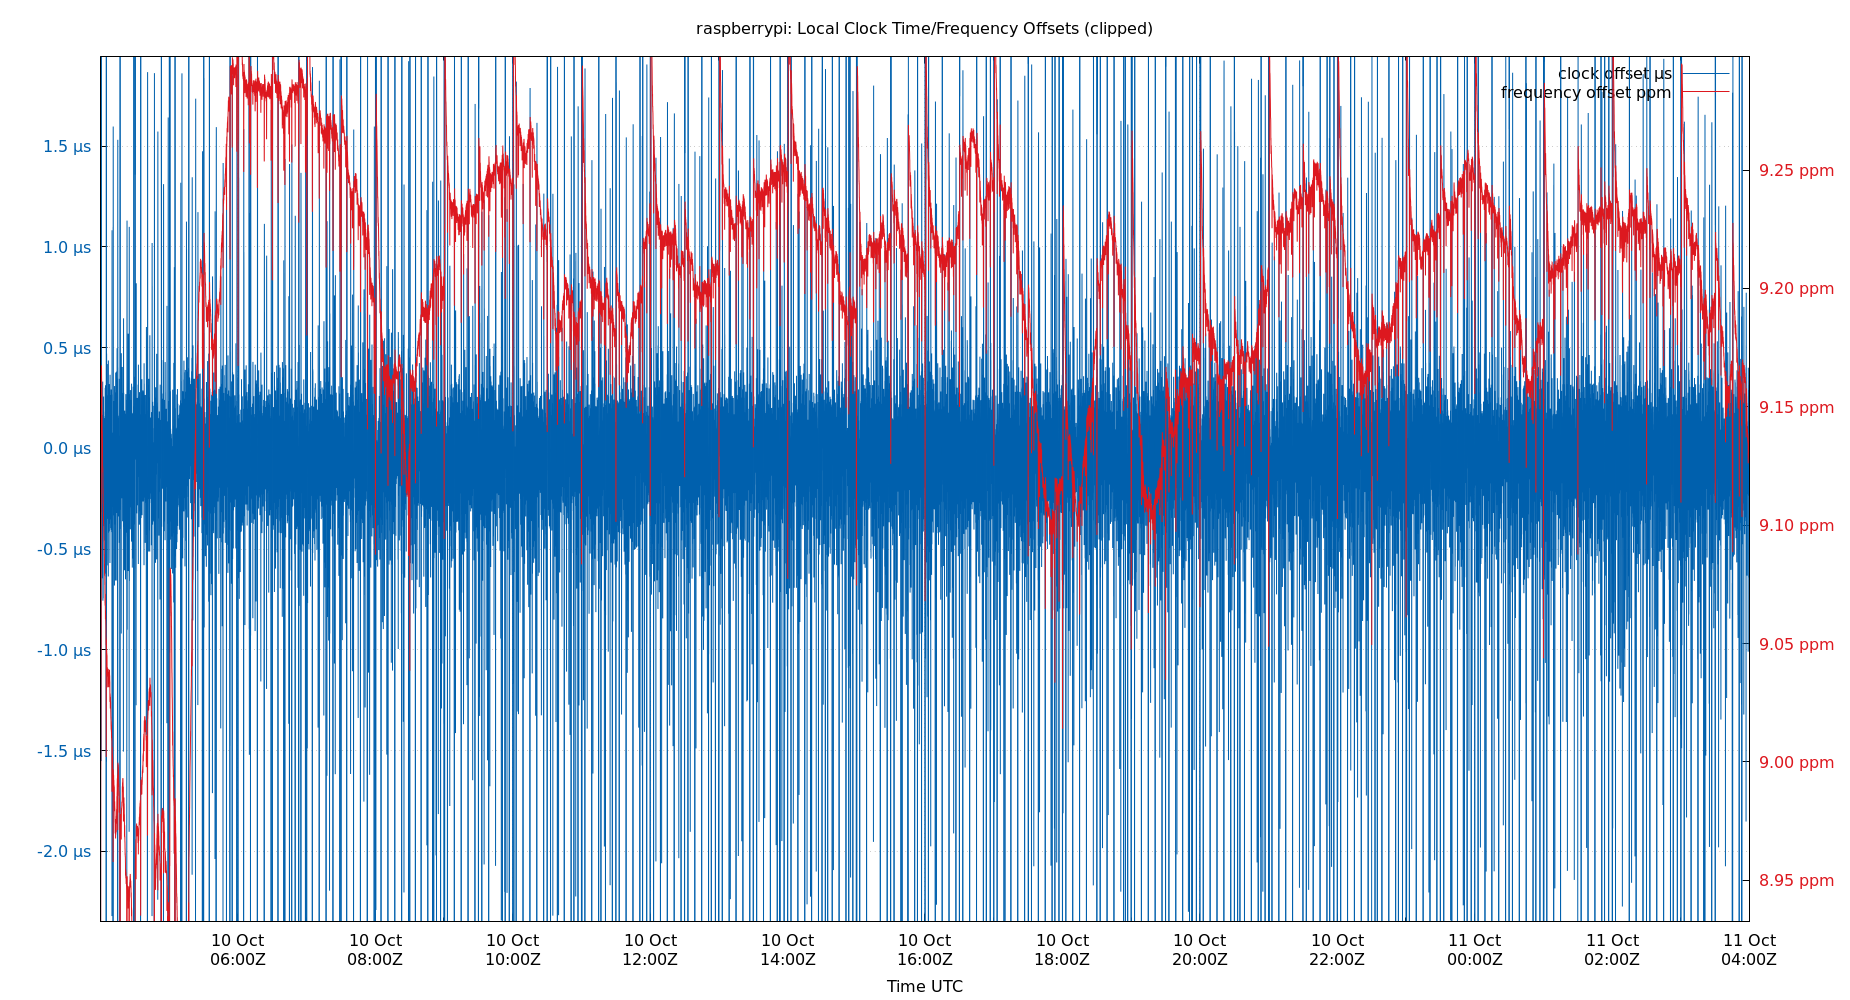 raspberrypi: Local Clock Time/Frequency Offsets (clipped)
clock offset µs
frequency offset ppm
1.5 µs
1.0 µs
0.5 µs
0.0 µs
-0.5 µs
-1.0 µs
-1.5 µs
-2.0 µs
9.25 ppm
9.20 ppm
9.15 ppm
9.10 ppm
9.05 ppm
9.00 ppm
8.95 ppm
10 Oct 10 Oct 10 Oct 10 Oct 10 Oct 10 Oct 10 Oct 10 Oct 10 Oct 11 Oct 11 Oct 11 Oct
06:00Z 08:00Z 10:00Z 12:00Z 14:00Z 16:00Z 18:00Z 20:00Z 22:00Z 00:00Z 02:00Z 04:00Z
Time UTC